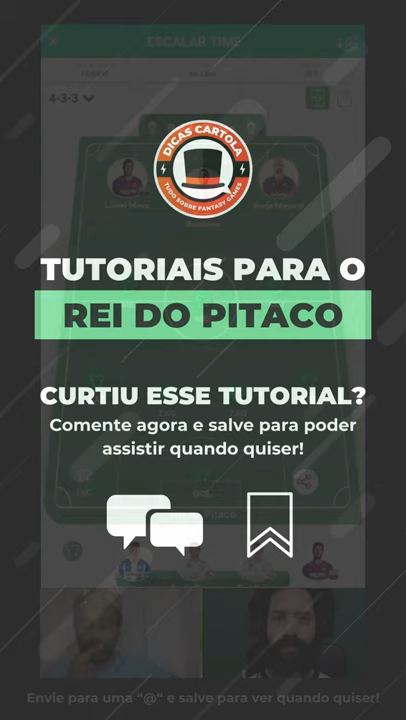 ESCALAR TIME
4-3-3
DICAS CARTOLA
TUDO SOBRE FANTASY GAMES
TUTORIAIS PARA O
REI DO PITACO
CURTIU ESSE TUTORIAL?
Comente agora e salve para poder
assistir quando quiser!
Envie para uma "@" e salve para ver quando quiser!